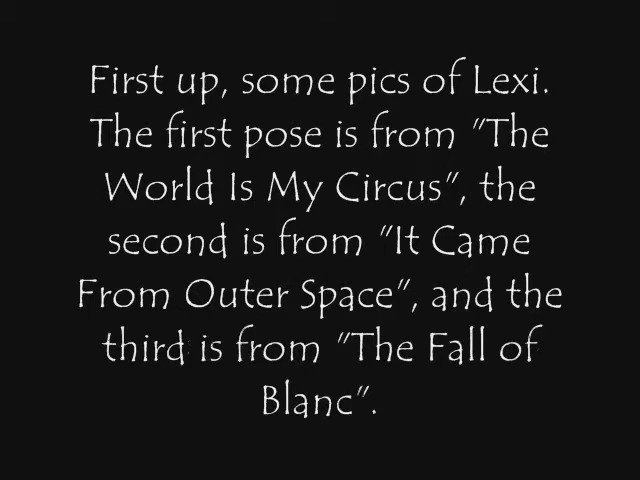 First up, some pics of Lexi.
The first pose is from "The
World Is My Circus", the
second is from "It Came
From Outer Space", and the
third is from "The Fall of
Blanc".